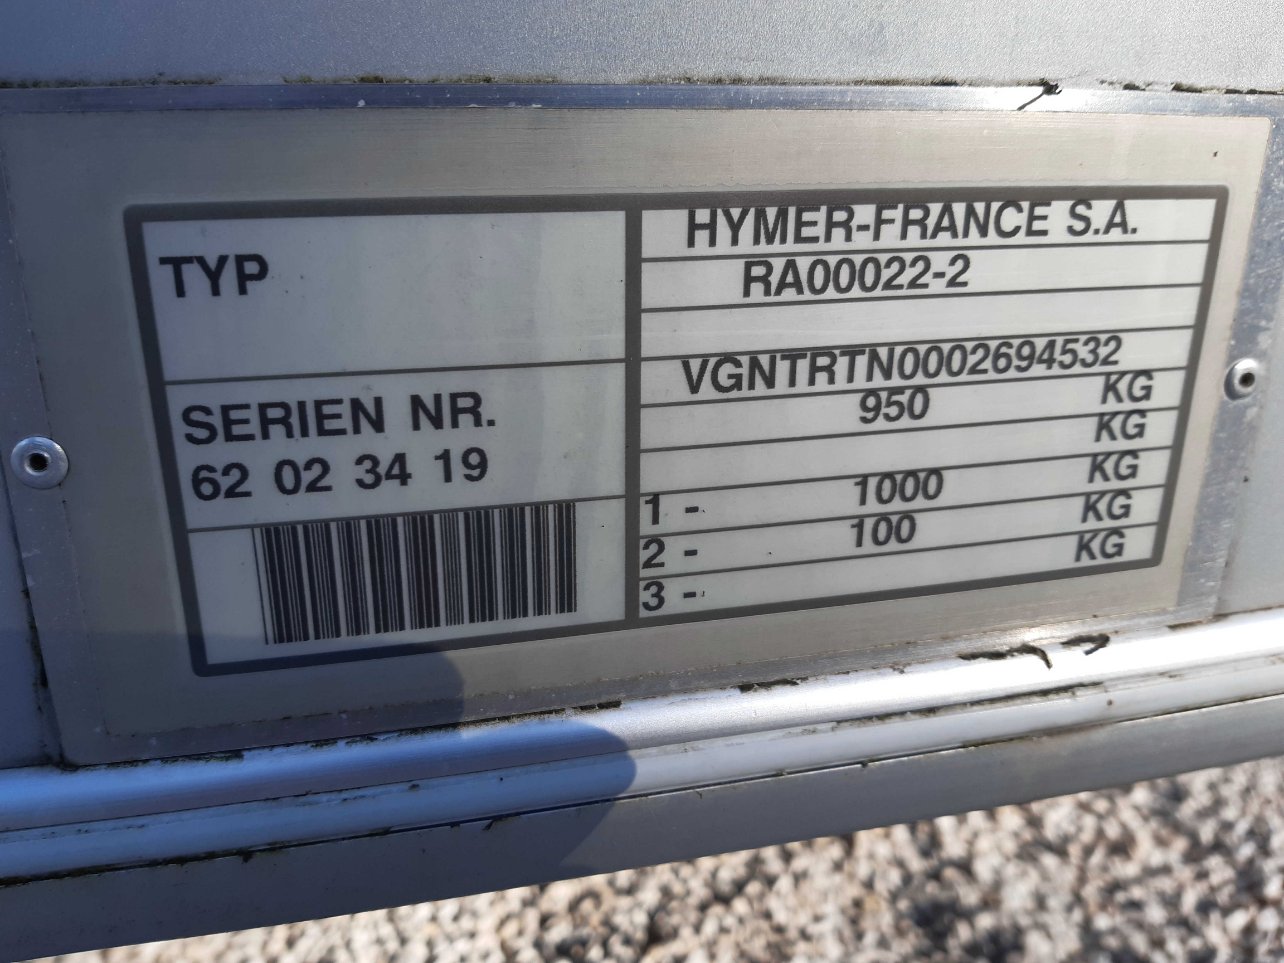 TYP
SERIEN NR.
62 02 34 19
HYMER-FRANCE S.A.
RA00022-2
VGNTRTN0002694532
950 KG
KG
1 - 1000 KG
2 - 100 KG
3 - KG